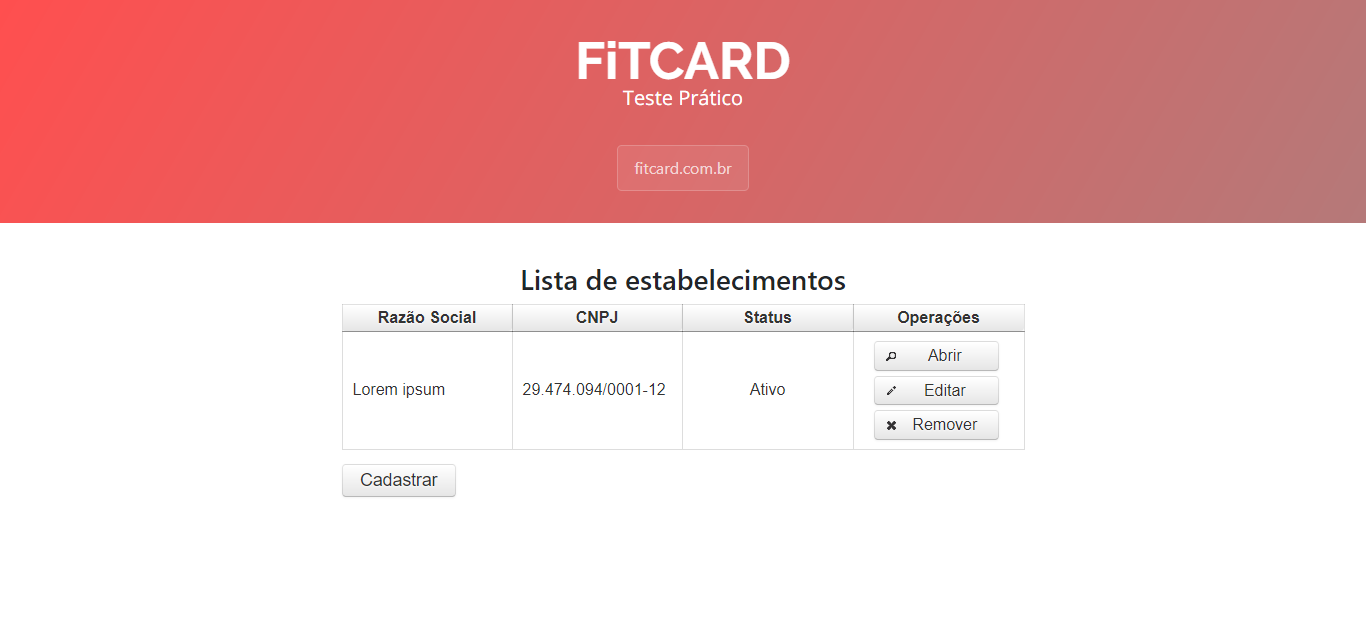 FiTCARD
Teste Prático
fitcard.com.br
Lista de estabelecimentos
Razão Social CNPJ Status Operações
Lorem ipsum 29.474.094/0001-12 Ativo
Abrir
Editar
Remover
Cadastrar